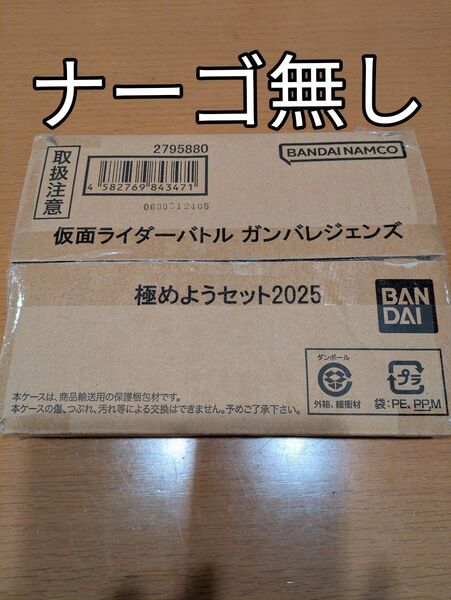 ナーゴ無し
取扱注意
2795880
BANDAI NAMCO
4 582769 843471
0630512405
仮面ライダーバトル ガンバレジェンズ
極めようセット2025
BAN
DAI
ダンボール
外箱、緩衝材
プラ
袋:PE、PP,M
本ケースは、商品輸送用の保護梱包材です。
本ケースの傷、つぶれ、汚れ等による交換はできません。予めご了承下さい。